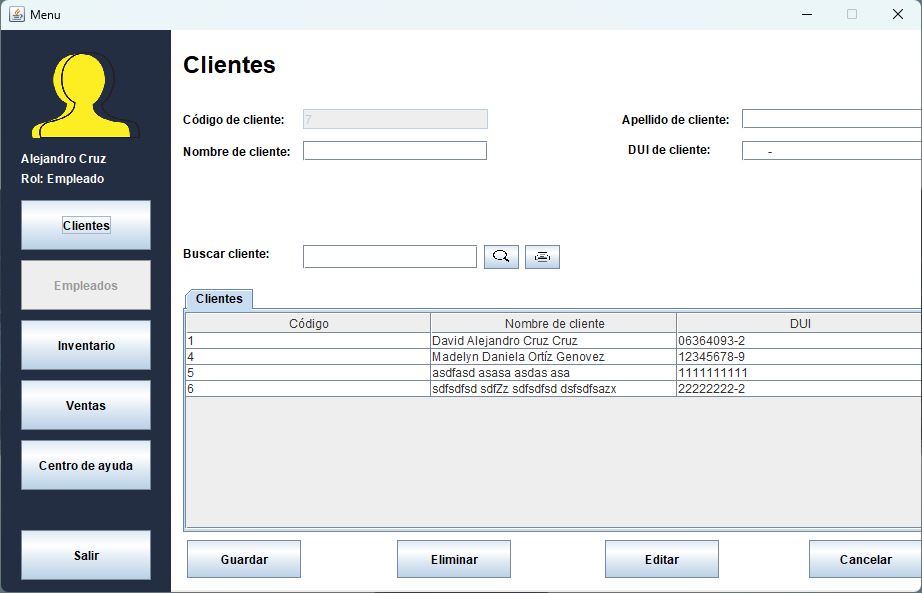 Menu
Alejandro Cruz
Rol: Empleado
Clientes
Empleados
Inventario
Ventas
Centro de ayuda
Salir
Clientes
Código de cliente: 7
Apellido de cliente:
Nombre de cliente:
DUI de cliente: -
Buscar cliente:
Clientes
Código Nombre de cliente DUI
1 David Alejandro Cruz Cruz 06364093-2
4 Madelyn Daniela Ortíz Genovez 12345678-9
5 asdfasd asasa asdas asa 1111111111
6 sdfsdfsd sdfZz sdfsdfsd dsfsdfsazx 22222222-2
Guardar Eliminar Editar Cancelar